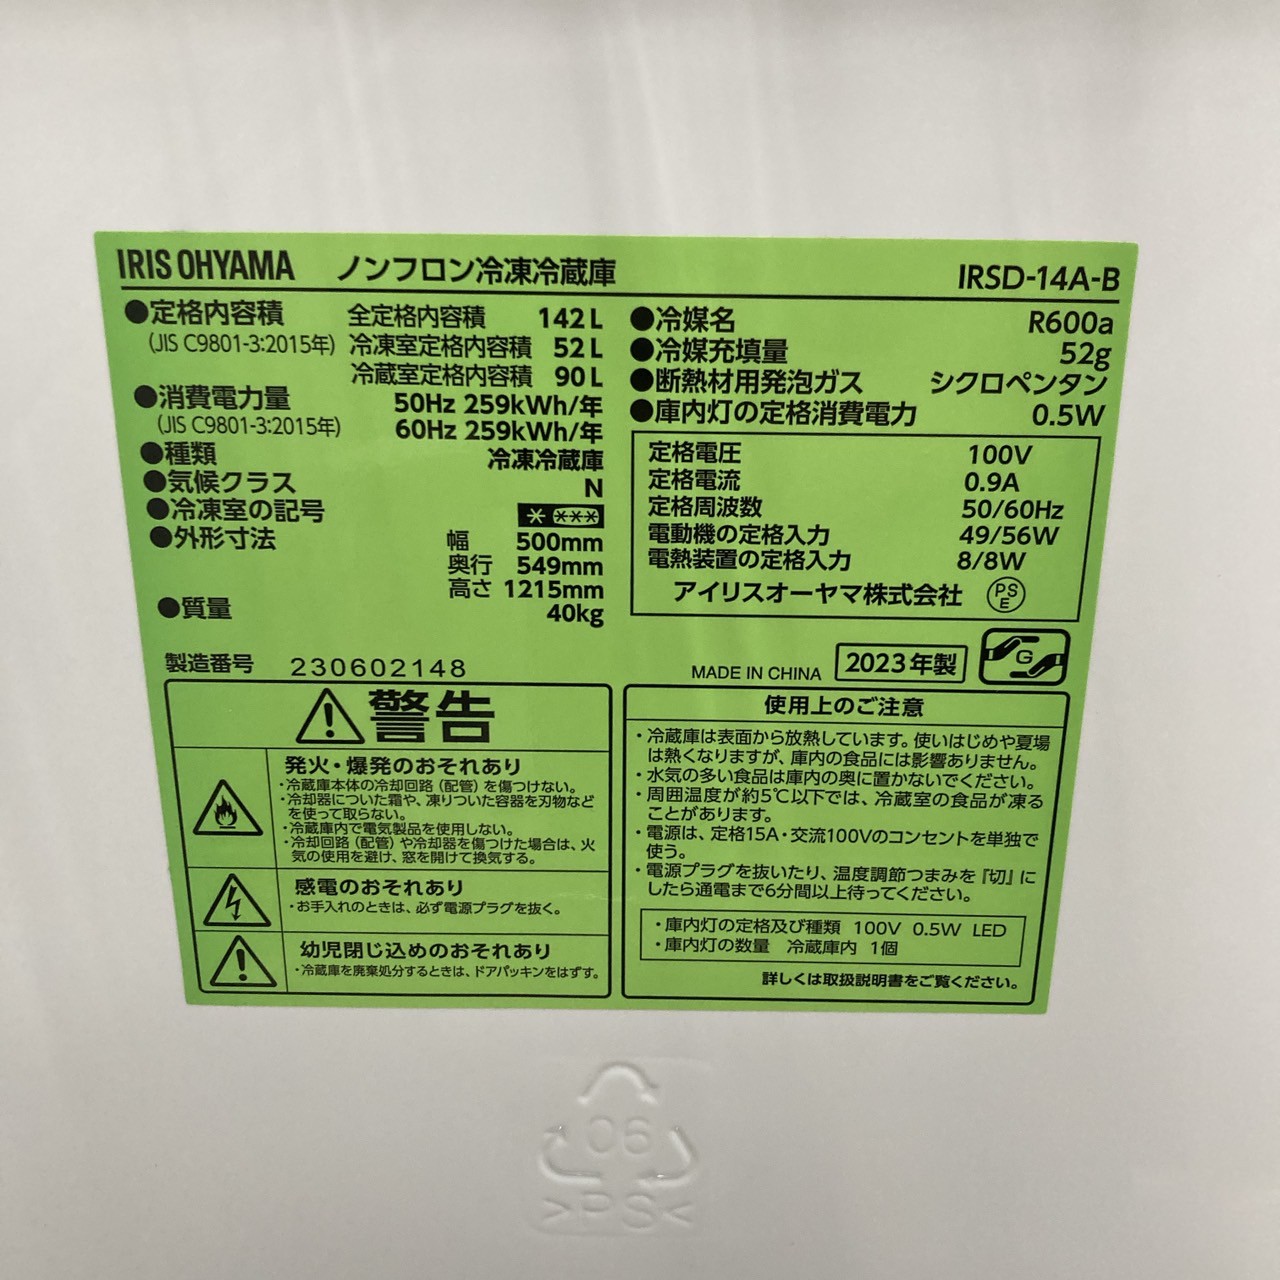 IRIS OHYAMA ノンフロン冷凍冷蔵庫 IRSD-14A-B
●定格内容積 全定格内容積 142L
(JIS C9801-3:2015年) 冷凍室定格内容積 52L
冷蔵室定格内容積 90L
●消費電力量 50Hz 259kWh/年
(JIS C9801-3:2015年) 60Hz 259kWh/年
●種類 冷凍冷蔵庫
●気候クラス N
●冷凍室の記号 * ***
●外形寸法 幅 500mm
奥行 549mm
高さ 1215mm
●質量 40kg
製造番号 230602148
●冷媒名 R600a
●冷媒充填量 52g
●断熱材用発泡ガス シクロペンタン
●庫内灯の定格消費電力 0.5W
定格電圧 100V
定格電流 0.9A
定格周波数 50/60Hz
電動機の定格入力 49/56W
電熱装置の定格入力 8/8W
アイリスオーヤマ株式会社 PSE
MADE IN CHINA 2023年製 G
警告
発火・爆発のおそれあり
・冷蔵庫本体の冷却回路（配管）を傷つけない。
・冷却器についた霜や、凍りついた容器を刃物など
を使って取らない。
・冷蔵庫内で電気製品を使用しない。
・冷却回路（配管）や冷却器を傷つけた場合は、火
気の使用を避け、窓を開けて換気する。
感電のおそれあり
・お手入れのときは、必ず電源プラグを抜く。
幼児閉じ込めのおそれあり
・冷蔵庫を廃棄処分するときは、ドアパッキンをはずす。
使用上のご注意
・冷蔵庫は表面から放熱しています。使いはじめや夏場
は熱くなりますが、庫内の食品には影響ありません。
・水気の多い食品は庫内の奥に置かないでください。
・周囲温度が約5℃以下では、冷蔵室の食品が凍る
ことがあります。
・電源は、定格15A・交流100Vのコンセントを単独で
使う。
・電源プラグを抜いたり、温度調節つまみを『切』に
したら通電まで6分間以上待ってください。
・庫内灯の定格及び種類 100V 0.5W LED
・庫内灯の数量 冷蔵庫内 1個
詳しくは取扱説明書をご覧ください。
06
>PS<